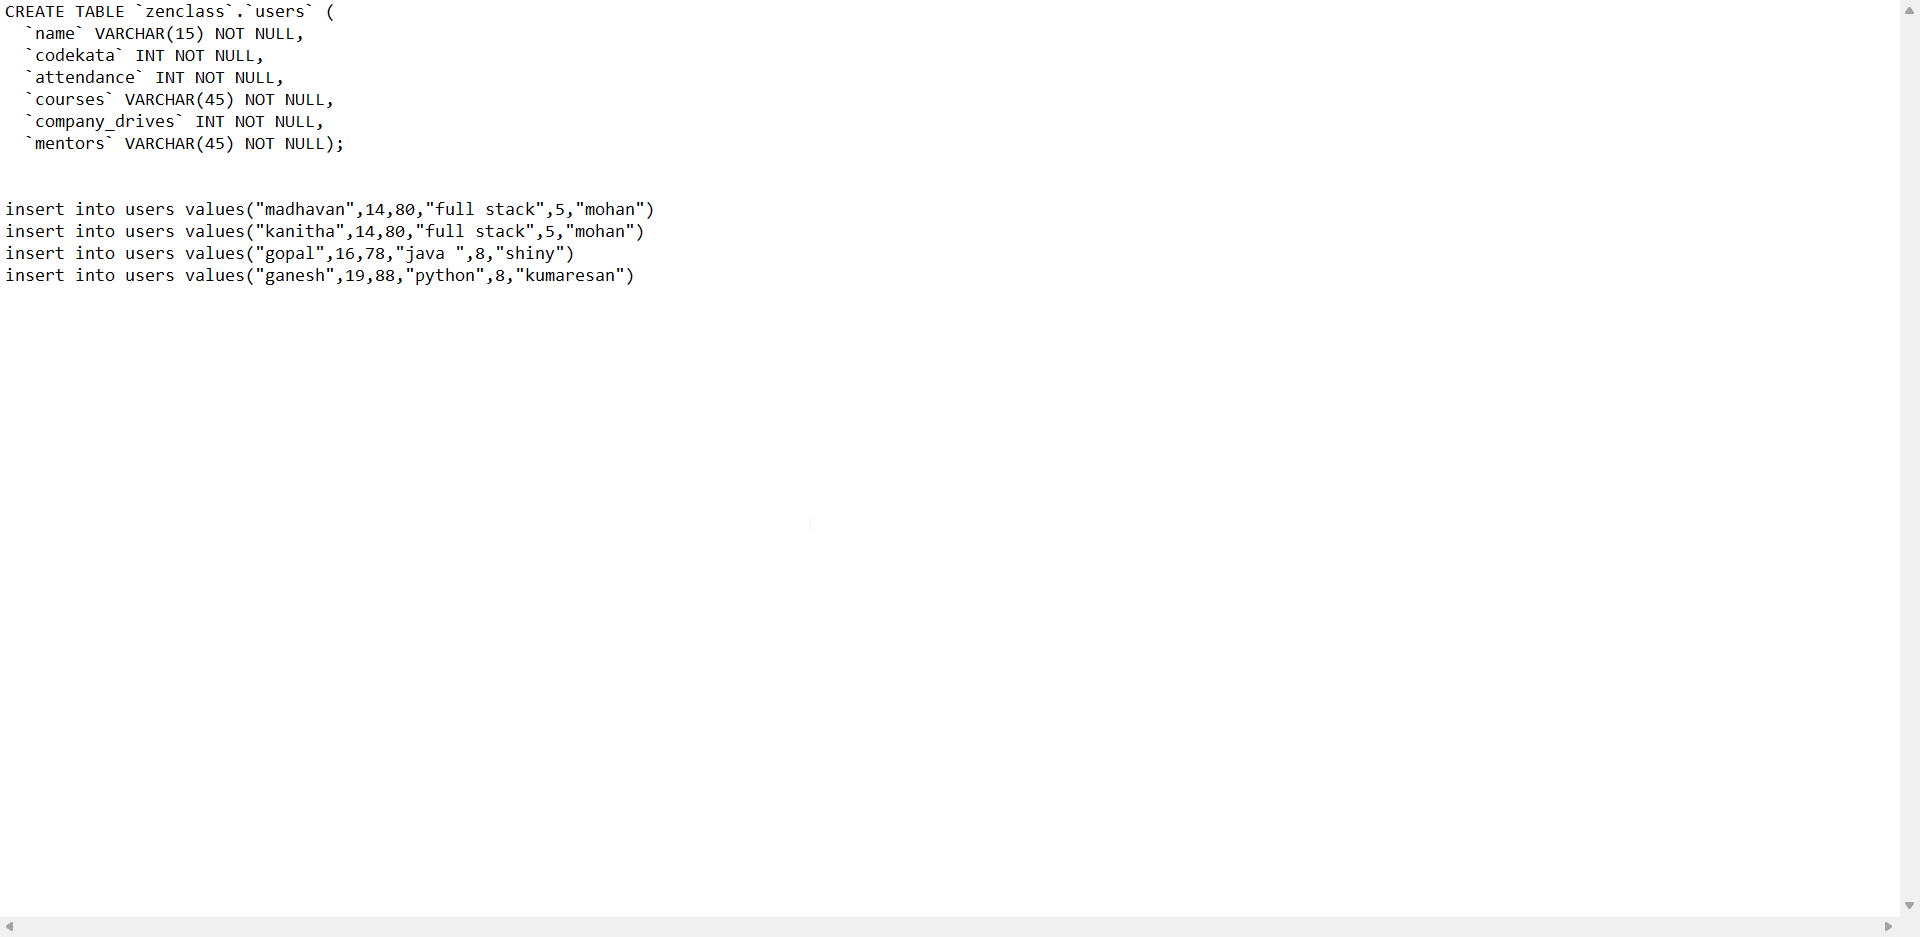 CREATE TABLE `zenclass`.`users` (
  `name` VARCHAR(15) NOT NULL,
  `codekata` INT NOT NULL,
  `attendance` INT NOT NULL,
  `courses` VARCHAR(45) NOT NULL,
  `company_drives` INT NOT NULL,
  `mentors` VARCHAR(45) NOT NULL);
insert into users values("madhavan",14,80,"full stack",5,"mohan")
insert into users values("kanitha",14,80,"full stack",5,"mohan")
insert into users values("gopal",16,78,"java ",8,"shiny")
insert into users values("ganesh",19,88,"python",8,"kumaresan")